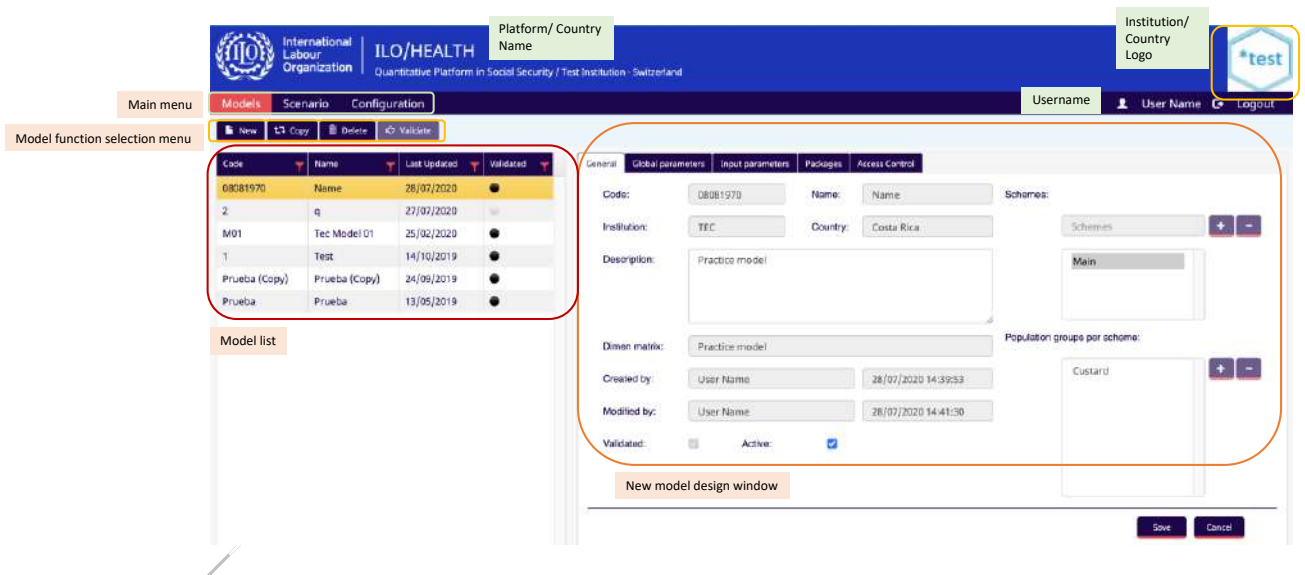 Platform/ Country
Name
Institution/
Country
Logo
International
Labour
Organization
ILO/HEALTH
Quantitative Platform in Social Security / Test Institution - Switzerland
*test
Main menu
Models Scenario Configuration
Username
User Name Logout
Model function selection menu
New Copy Delete Validate
Code Name Last Updated Validated
08081970 Name 28/07/2020
2 q 27/07/2020
M01 Tec Model 01 25/02/2020
1 Test 14/10/2019
Prueba (Copy) Prueba (Copy) 24/09/2019
Prueba Prueba 13/05/2019
Model list
General Global parameters Input parameters Packages Access Control
Code: 08081970 Name: Name Schemes:
Institution: TEC Country: Costa Rica Schemes + -
Description: Practice model Main
Dimen matrix: Practice model Population groups per scheme:
Created by: User Name 28/07/2020 14:39:53 Custard + -
Modified by: User Name 28/07/2020 14:41:30
Validated: Active:
New model design window
Save Cancel